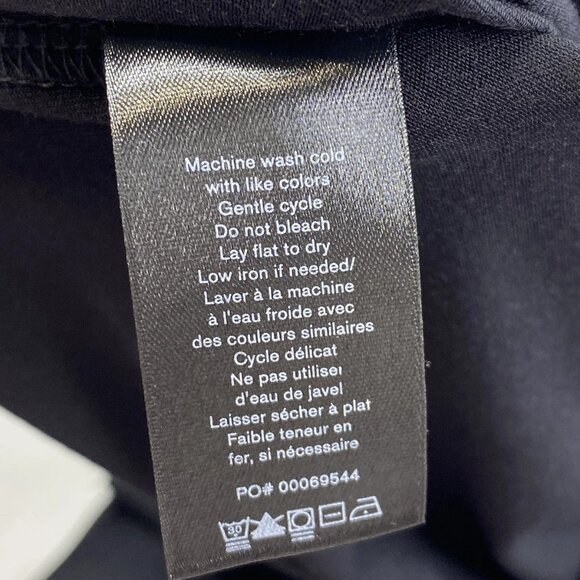 Machine wash cold
with like colors
Gentle cycle
Do not bleach
Lay flat to dry
Low iron if needed/
Laver à la machine
à l'eau froide avec
des couleurs similaires
Cycle délicat
Ne pas utiliser
d'eau de javel
Laisser sécher à plat
Faible teneur en
fer, si nécessaire
PO# 00069544
30